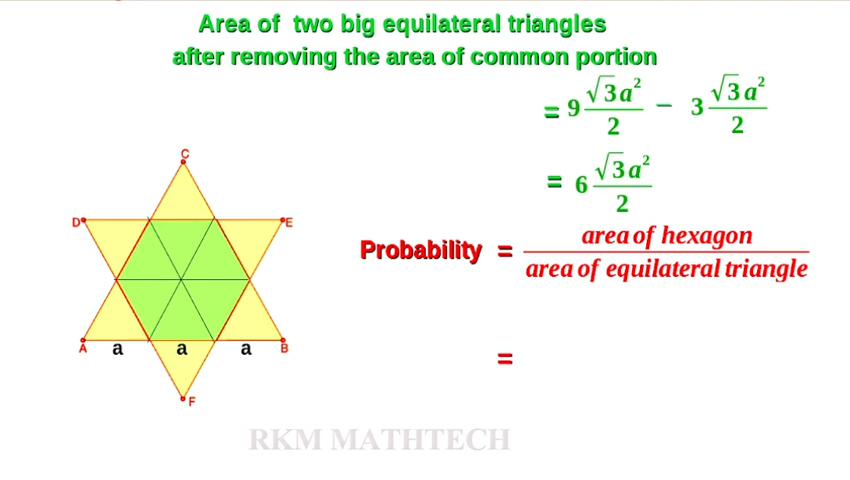 Area of two big equilateral triangles
after removing the area of common portion
= 9 √3a²/2 − 3 √3a²/2
= 6 √3a²/2
Probability = area of hexagon / area of equilateral triangle
=
C
D E
A a a a B
F
RKM MATHTECH